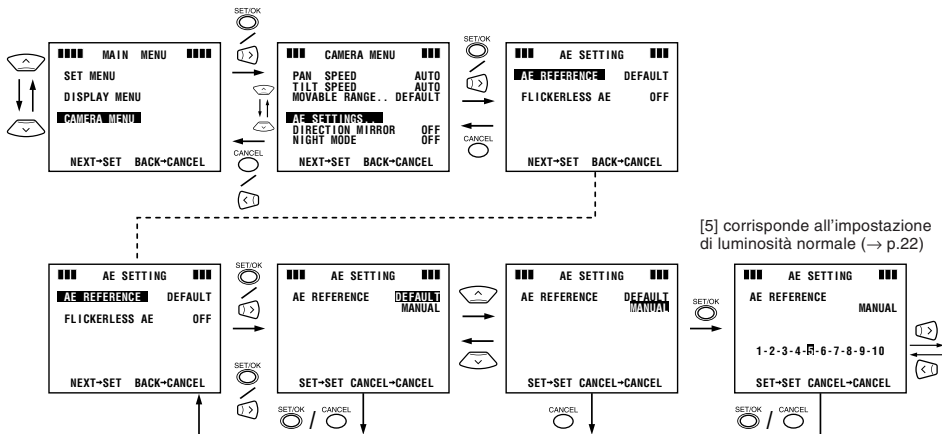 SET/OK
MAIN MENU
SET MENU
DISPLAY MENU
CAMERA MENU
NEXT→SET BACK→CANCEL
CANCEL
CAMERA MENU
PAN SPEED AUTO
TILT SPEED AUTO
MOVABLE RANGE.. DEFAULT
AE SETTINGS..
DIRECTION MIRROR OFF
NIGHT MODE OFF
NEXT→SET BACK→CANCEL
SET/OK
CANCEL
AE SETTING
AE REFERENCE DEFAULT
FLICKERLESS AE OFF
NEXT→SET BACK→CANCEL
[5] corrisponde all'impostazione
di luminosità normale (→ p.22)
AE SETTING
AE REFERENCE DEFAULT
FLICKERLESS AE OFF
NEXT→SET BACK→CANCEL
SET/OK
SET/OK
AE SETTING
AE REFERENCE DEFAULT
MANUAL
SET→SET CANCEL→CANCEL
SET/OK / CANCEL
AE SETTING
AE REFERENCE DEFAULT
MANUAL
SET→SET CANCEL→CANCEL
CANCEL
SET/OK
AE SETTING
AE REFERENCE
MANUAL
1-2-3-4-5-6-7-8-9-10
SET→SET CANCEL→CANCEL
SET/OK / CANCEL